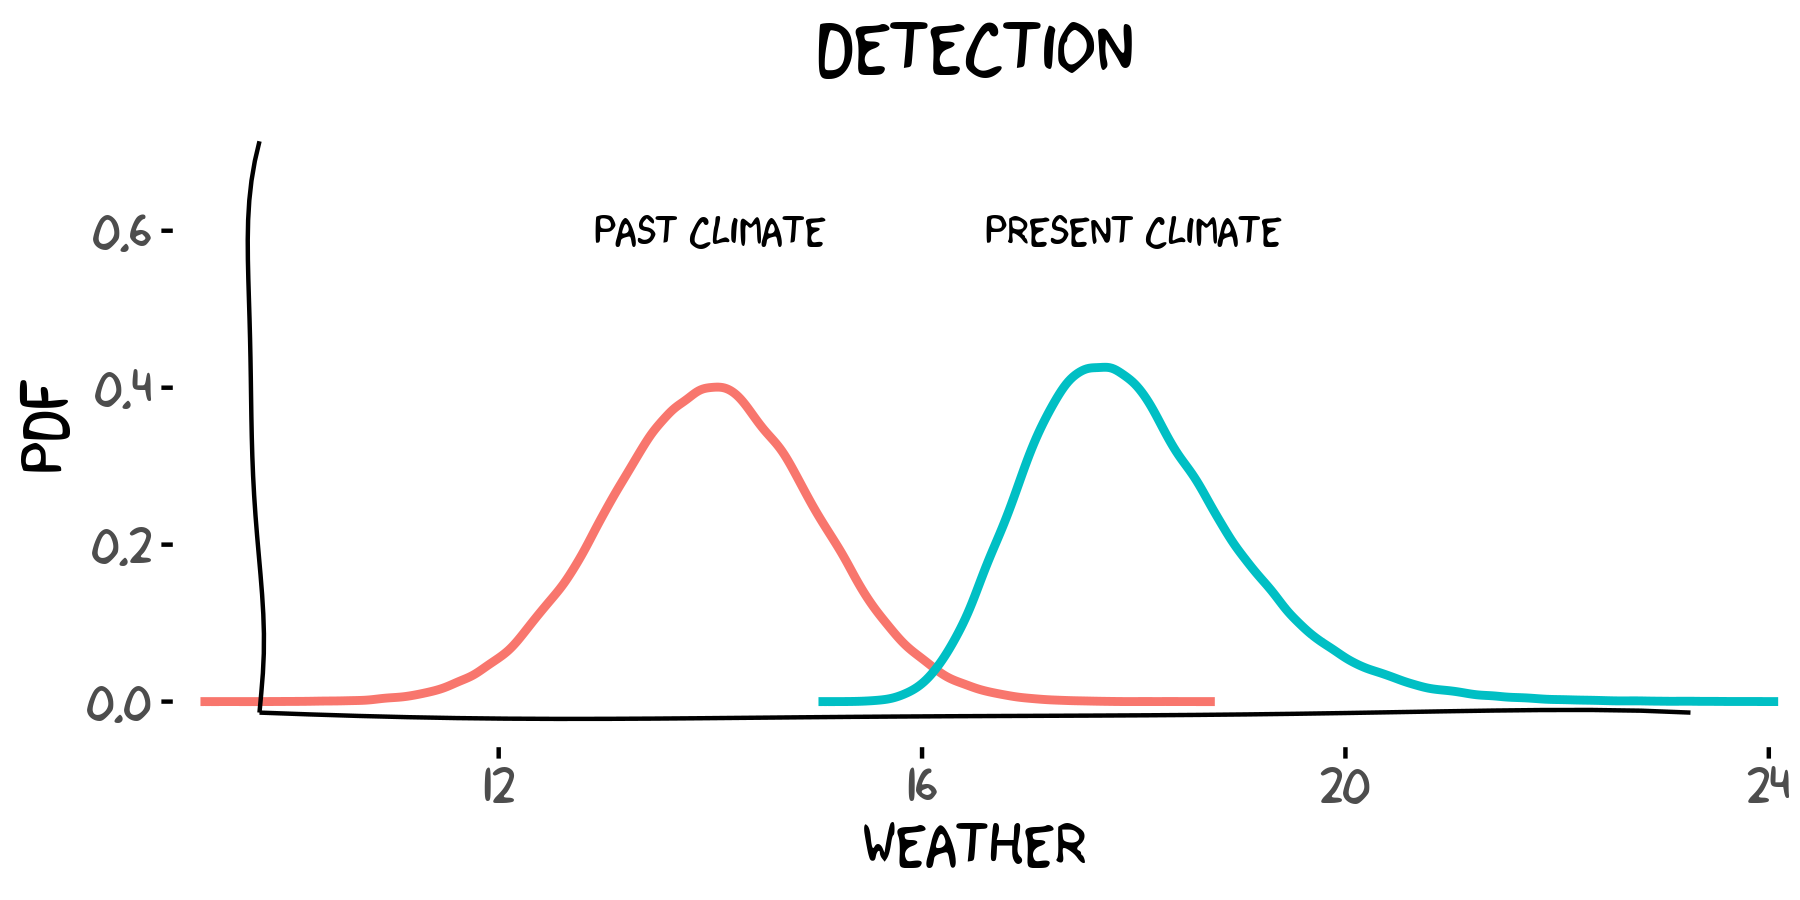 DETECTION
PAST CLIMATE
PRESENT CLIMATE
PDF
0.6
0.4
0.2
0.0
12
16
20
24
WEATHER